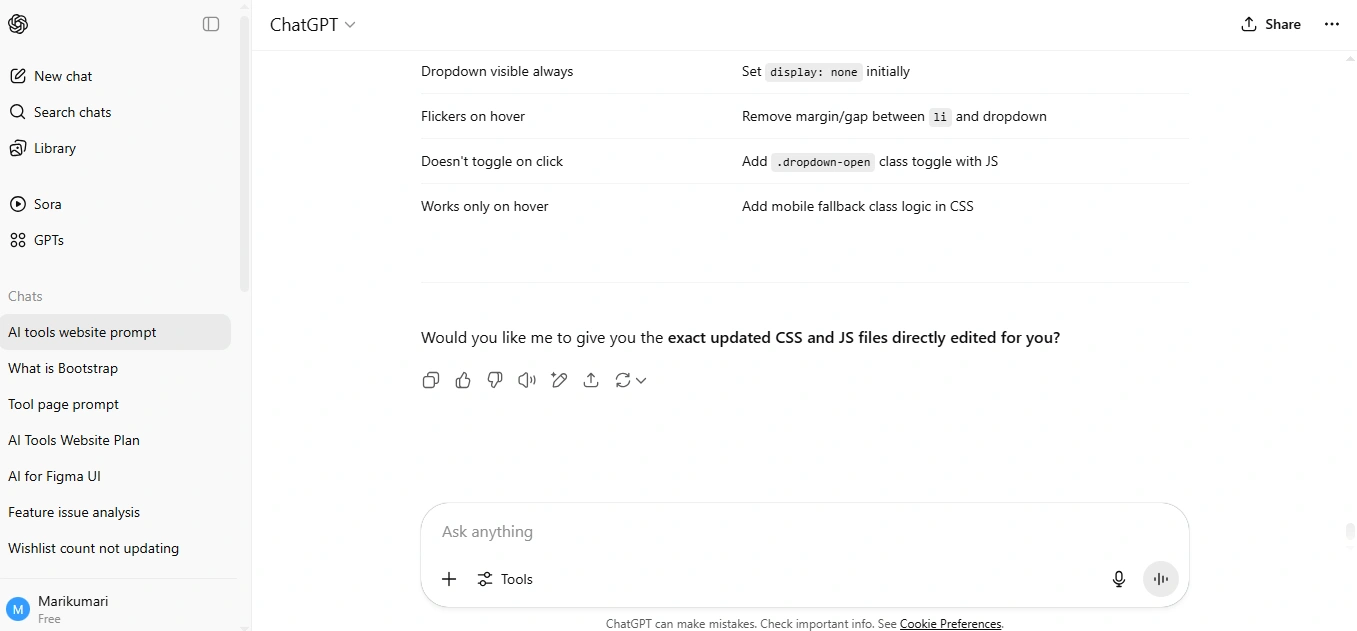 ChatGPT
Share
New chat
Search chats
Library
Sora
GPTs
Chats
AI tools website prompt
What is Bootstrap
Tool page prompt
AI Tools Website Plan
AI for Figma UI
Feature issue analysis
Wishlist count not updating
M
Marikumari
Free
Dropdown visible always Set display: none initially
Flickers on hover Remove margin/gap between li and dropdown
Doesn't toggle on click Add .dropdown-open class toggle with JS
Works only on hover Add mobile fallback class logic in CSS
Would you like me to give you the exact updated CSS and JS files directly edited for you?
Ask anything
Tools
ChatGPT can make mistakes. Check important info. See Cookie Preferences.